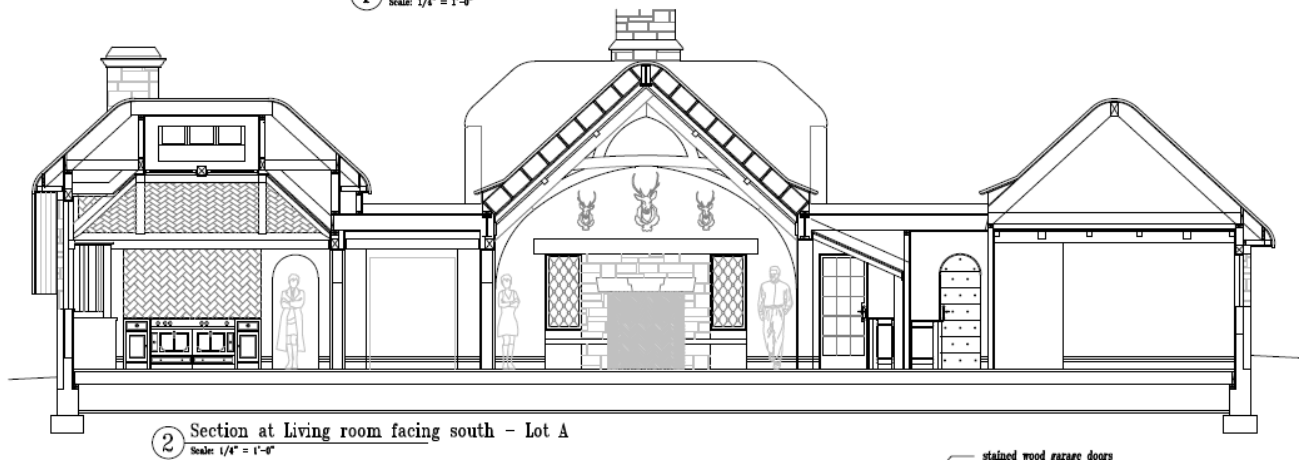 Scale: 1/4" = 1'-0"
2 Section at Living room facing south - Lot A
Scale: 1/4" = 1'-0"
stained wood garage doors